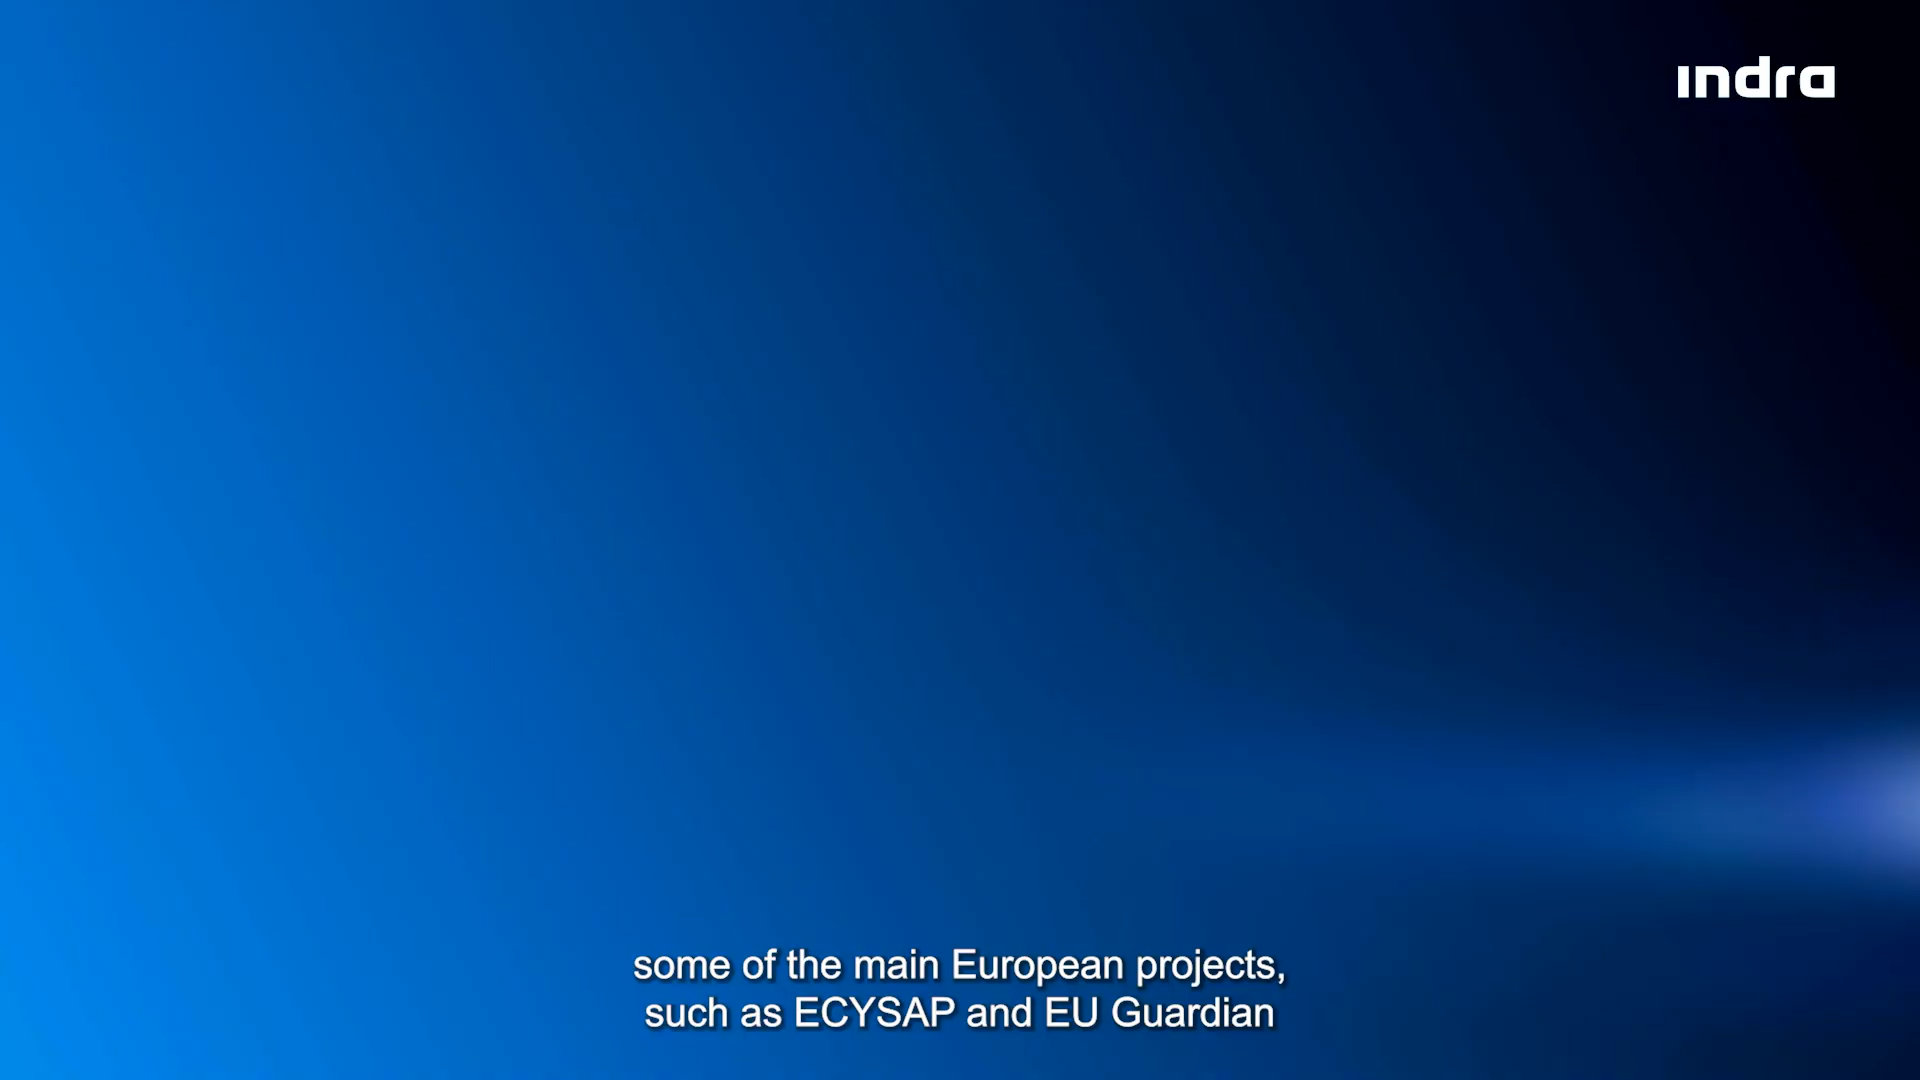 indra
some of the main European projects,
such as ECYSAP and EU Guardian